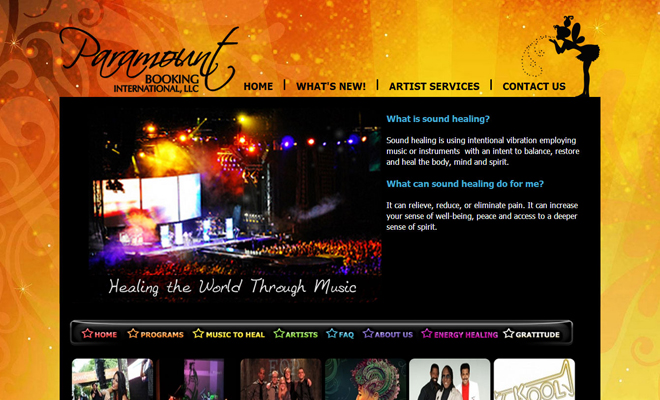 Paramount
BOOKING
INTERNATIONAL, LLC
HOME | WHAT'S NEW! | ARTIST SERVICES | CONTACT US
What is sound healing?
Sound healing is using intentional vibration employing
music or instruments with an intent to balance, restore
and heal the body, mind and spirit.
What can sound healing do for me?
It can relieve, reduce, or eliminate pain. It can increase
your sense of well-being, peace and access to a deeper
sense of spirit.
Healing the World Through Music
HOME PROGRAMS MUSIC TO HEAL ARTISTS FAQ ABOUT US ENERGY HEALING GRATITUDE
KOOL